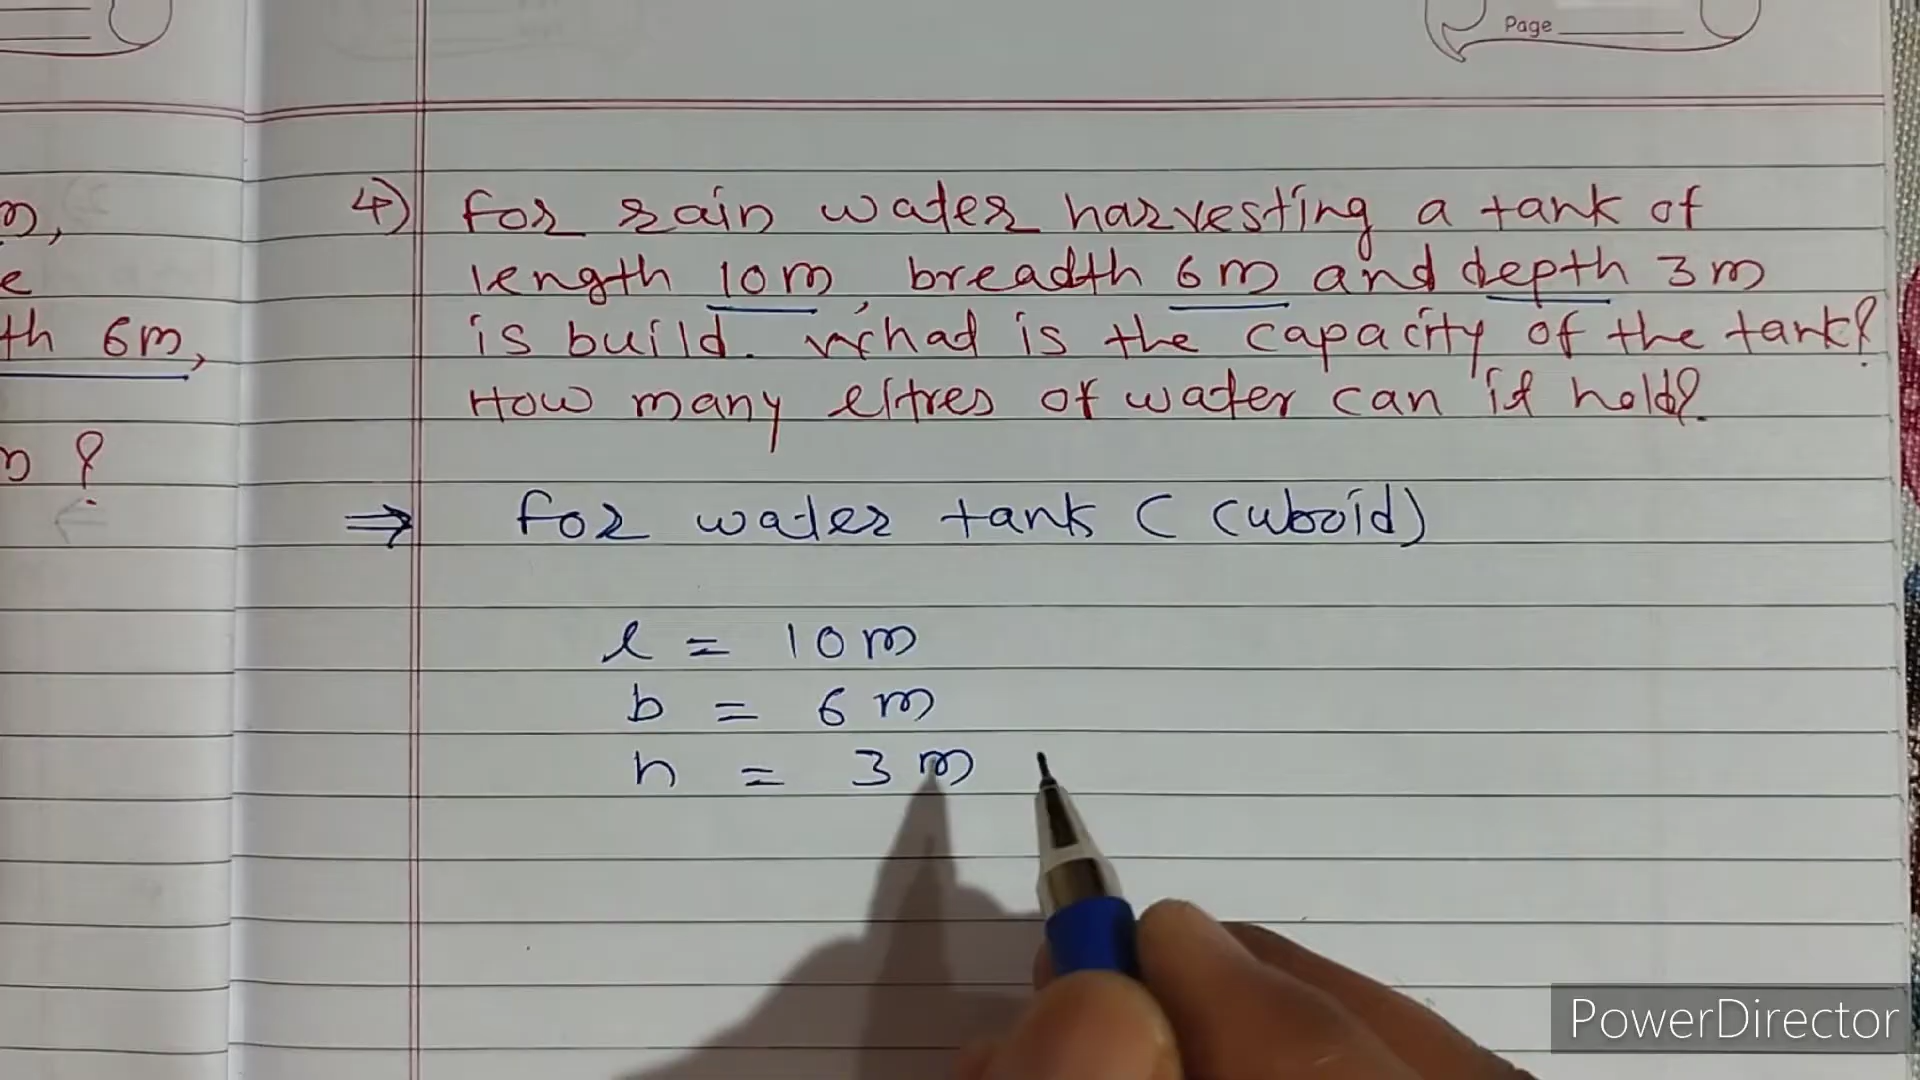 Page
m,
e
th 6m,
n ?
4) For rain water harvesting a tank of
length 10m, breadth 6m and depth 3m
is build. What is the capacity of the tank?
How many litres of water can it hold?
⇒ For water tank (Cuboid)
l = 10m
b = 6 m
h = 3 m
PowerDirector